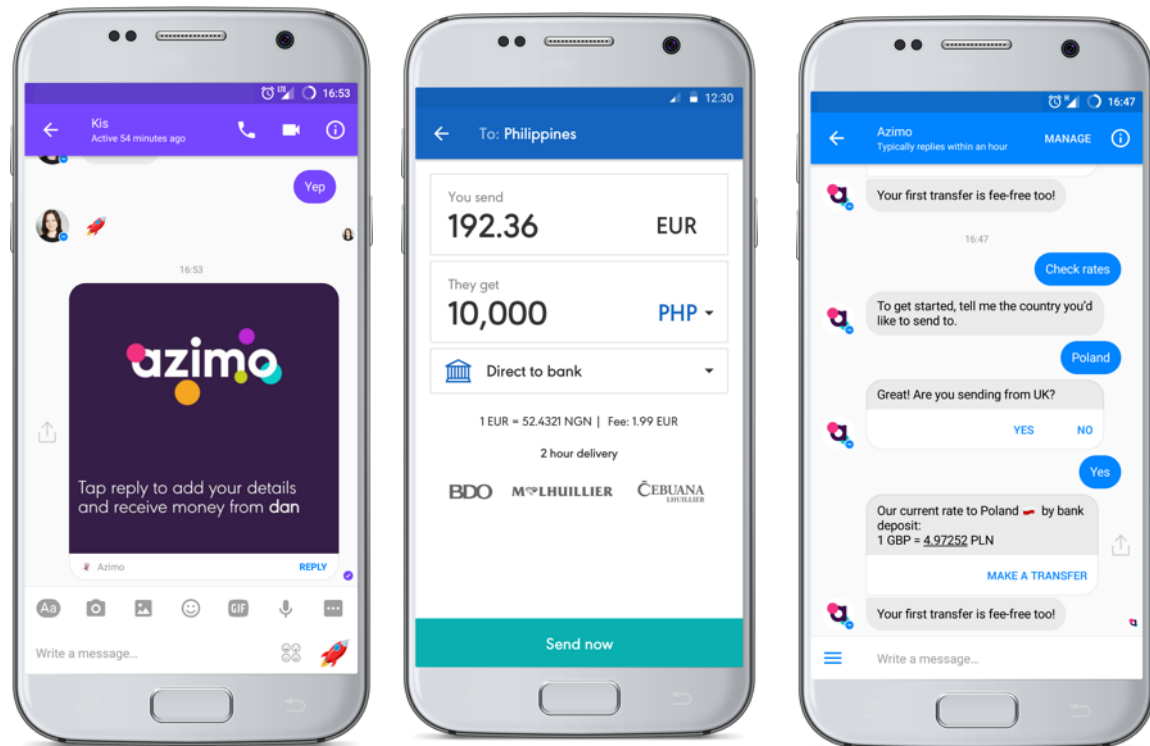 16:53
Kis
Active 54 minutes ago
Yep
16:53
azimo
Tap reply to add your details
and receive money from dan
Azimo
REPLY
Aa
GIF
Write a message...
12:30
To: Philippines
You send
192.36 EUR
They get
10,000 PHP
Direct to bank
1 EUR = 52.4321 NGN | Fee: 1.99 EUR
2 hour delivery
BDO
M LHUILLIER
CEBUANA
LHUILLIER
Send now
16:47
Azimo
Typically replies within an hour
MANAGE
Your first transfer is fee-free too!
16:47
Check rates
To get started, tell me the country you'd
like to send to.
Poland
Great! Are you sending from UK?
YES NO
Yes
Our current rate to Poland by bank
deposit:
1 GBP = 4.97252 PLN
MAKE A TRANSFER
Your first transfer is fee-free too!
Write a message...